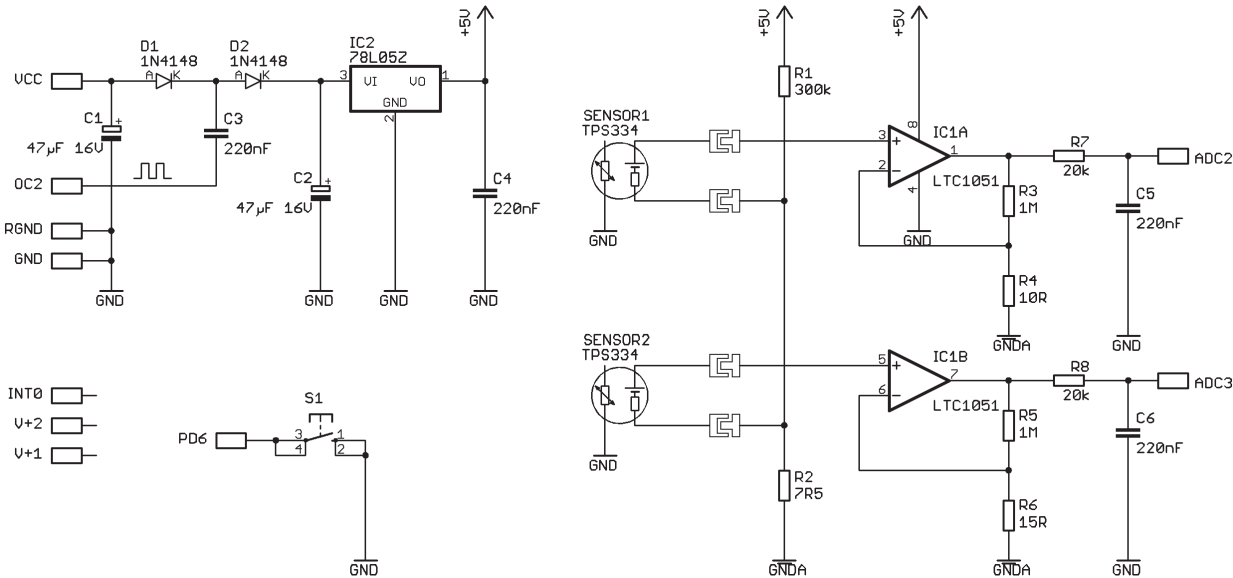 VCC
D1
1N4148
A
K
D2
1N4148
A
K
IC2
78L05Z
3
VI
VO
1
GND
2
+5V
C1
+
47µF 16V
C3
220nF
OC2
C2
+
47µF 16V
C4
220nF
RGND
GND
GND
GND
GND
GND
INT0
V+2
V+1
PD6
S1
3
1
4
2
GND
+5V
R1
300k
+5V
SENSOR1
TPS334
GND
3
+
2
−
8
4
1
IC1A
LTC1051
GND
R7
20k
ADC2
R3
1M
C5
220nF
R4
10R
GNDA
GND
SENSOR2
TPS334
GND
5
+
6
−
7
IC1B
LTC1051
R8
20k
ADC3
R5
1M
C6
220nF
R2
7R5
R6
15R
GNDA
GNDA
GND